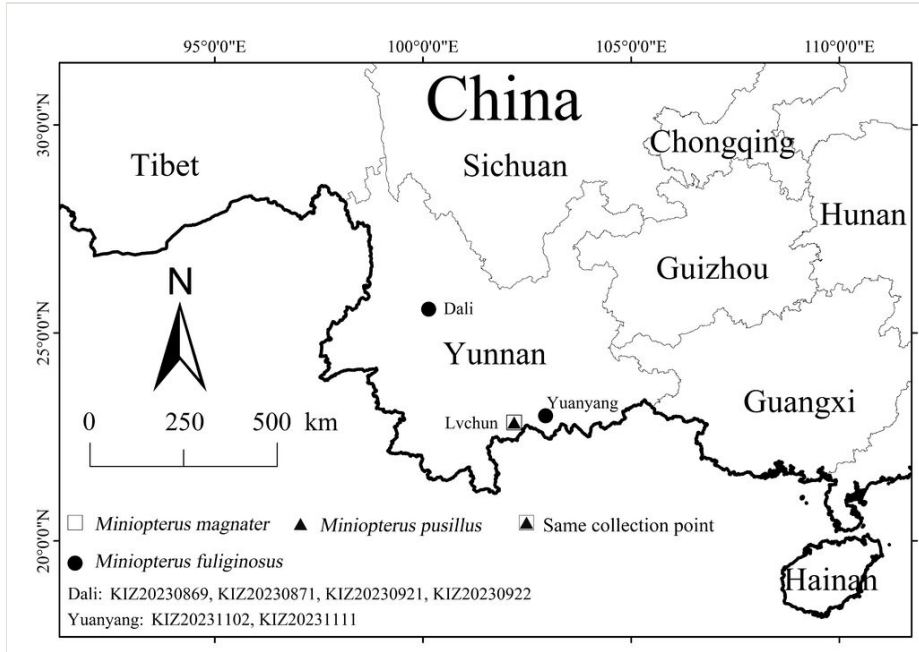 95°0'0"E 100°0'0"E 105°0'0"E 110°0'0"E
30°0'0"N
25°0'0"N
20°0'0"N
China
Tibet
Sichuan
Chongqing
Hunan
Guizhou
N
Dali
Yunnan
Guangxi
Yuanyang
Lvchun
0 250 500 km
Miniopterus magnater Miniopterus pusillus Same collection point
Miniopterus fuliginosus
Hainan
Dali: KIZ20230869, KIZ20230871, KIZ20230921, KIZ20230922
Yuanyang: KIZ20231102, KIZ20231111